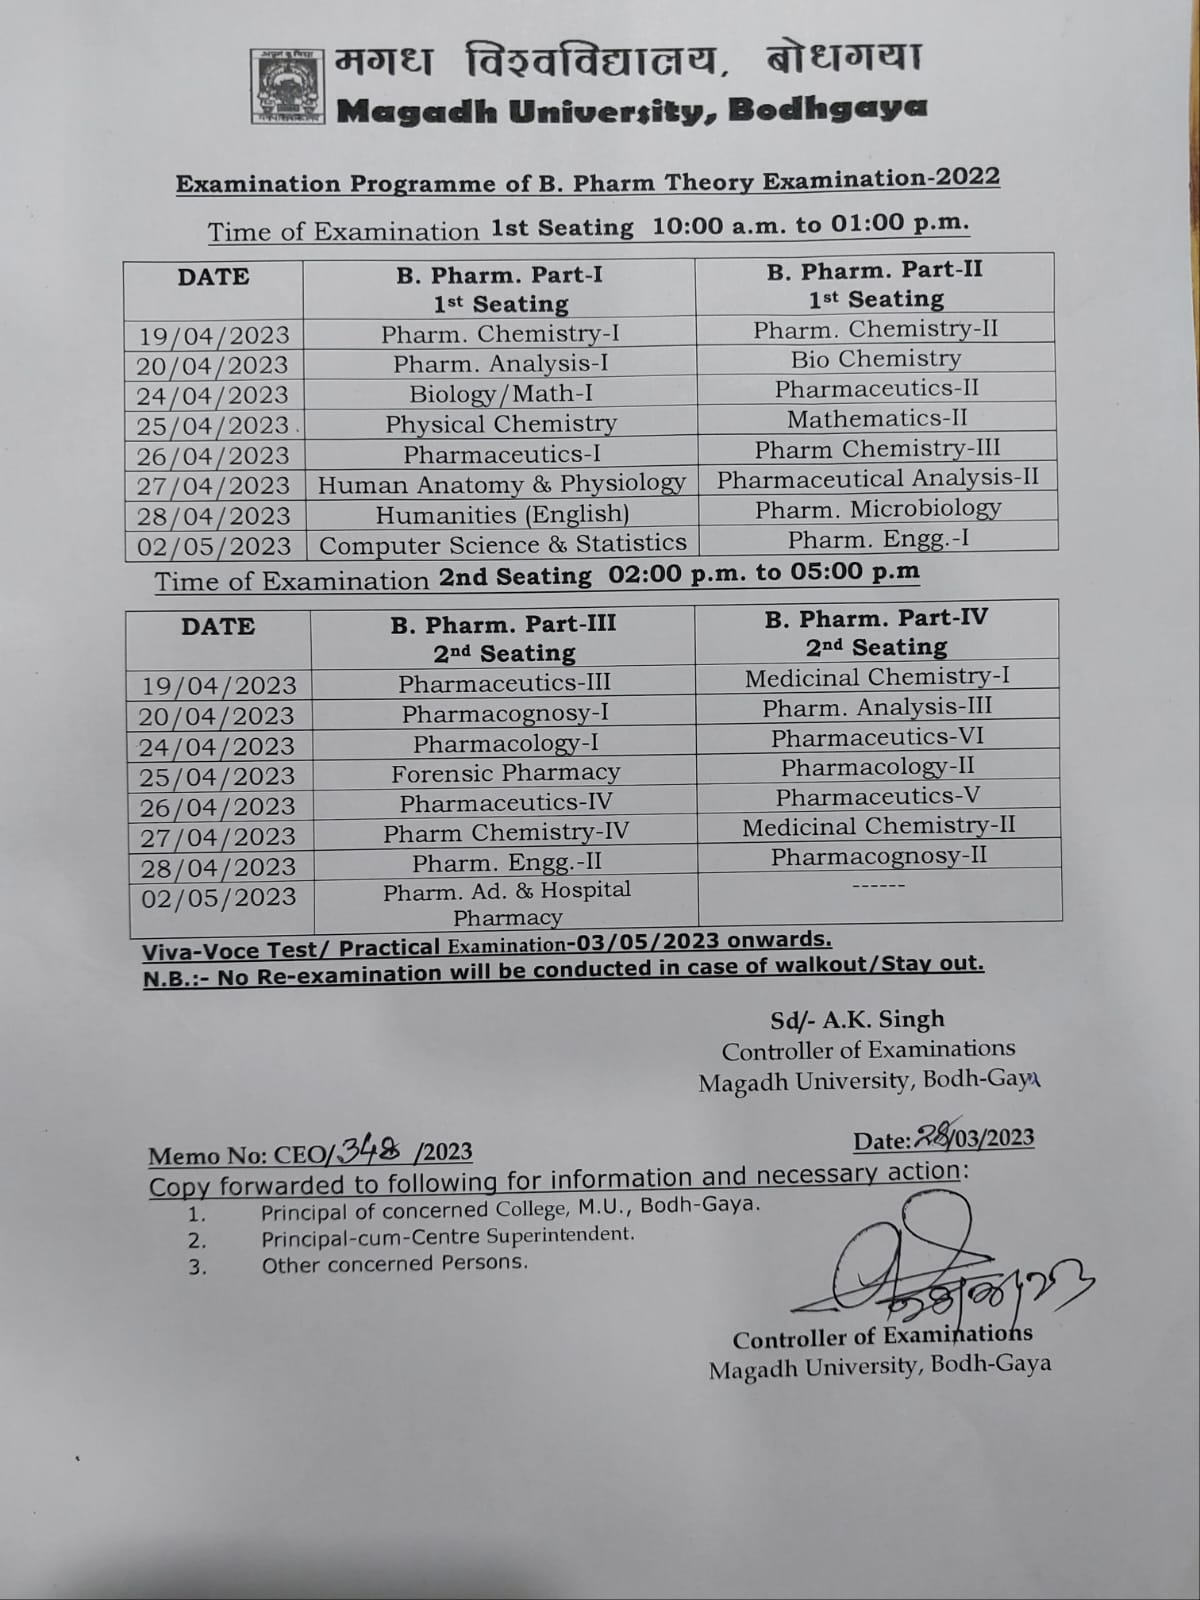 मगध विश्वविद्यालय, बोधगया
Magadh University, Bodhgaya
Examination Programme of B. Pharm Theory Examination-2022
Time of Examination 1st Seating 10:00 a.m. to 01:00 p.m.
DATE B. Pharm. Part-I 1st Seating B. Pharm. Part-II 1st Seating
19/04/2023 Pharm. Chemistry-I Pharm. Chemistry-II
20/04/2023 Pharm. Analysis-I Bio Chemistry
24/04/2023 Biology/Math-I Pharmaceutics-II
25/04/2023 Physical Chemistry Mathematics-II
26/04/2023 Pharmaceutics-I Pharm Chemistry-III
27/04/2023 Human Anatomy & Physiology Pharmaceutical Analysis-II
28/04/2023 Humanities (English) Pharm. Microbiology
02/05/2023 Computer Science & Statistics Pharm. Engg.-I
Time of Examination 2nd Seating 02:00 p.m. to 05:00 p.m
DATE B. Pharm. Part-III 2nd Seating B. Pharm. Part-IV 2nd Seating
19/04/2023 Pharmaceutics-III Medicinal Chemistry-I
20/04/2023 Pharmacognosy-I Pharm. Analysis-III
24/04/2023 Pharmacology-I Pharmaceutics-VI
25/04/2023 Forensic Pharmacy Pharmacology-II
26/04/2023 Pharmaceutics-IV Pharmaceutics-V
27/04/2023 Pharm Chemistry-IV Medicinal Chemistry-II
28/04/2023 Pharm. Engg.-II Pharmacognosy-II
02/05/2023 Pharm. Ad. & Hospital Pharmacy ------
Viva-Voce Test/ Practical Examination-03/05/2023 onwards.
N.B.:- No Re-examination will be conducted in case of walkout/Stay out.
Sd/- A.K. Singh
Controller of Examinations
Magadh University, Bodh-Gaya
Memo No: CEO/348 /2023 Date:28/03/2023
Copy forwarded to following for information and necessary action:
1. Principal of concerned College, M.U., Bodh-Gaya.
2. Principal-cum-Centre Superintendent.
3. Other concerned Persons.
Controller of Examinations
Magadh University, Bodh-Gaya